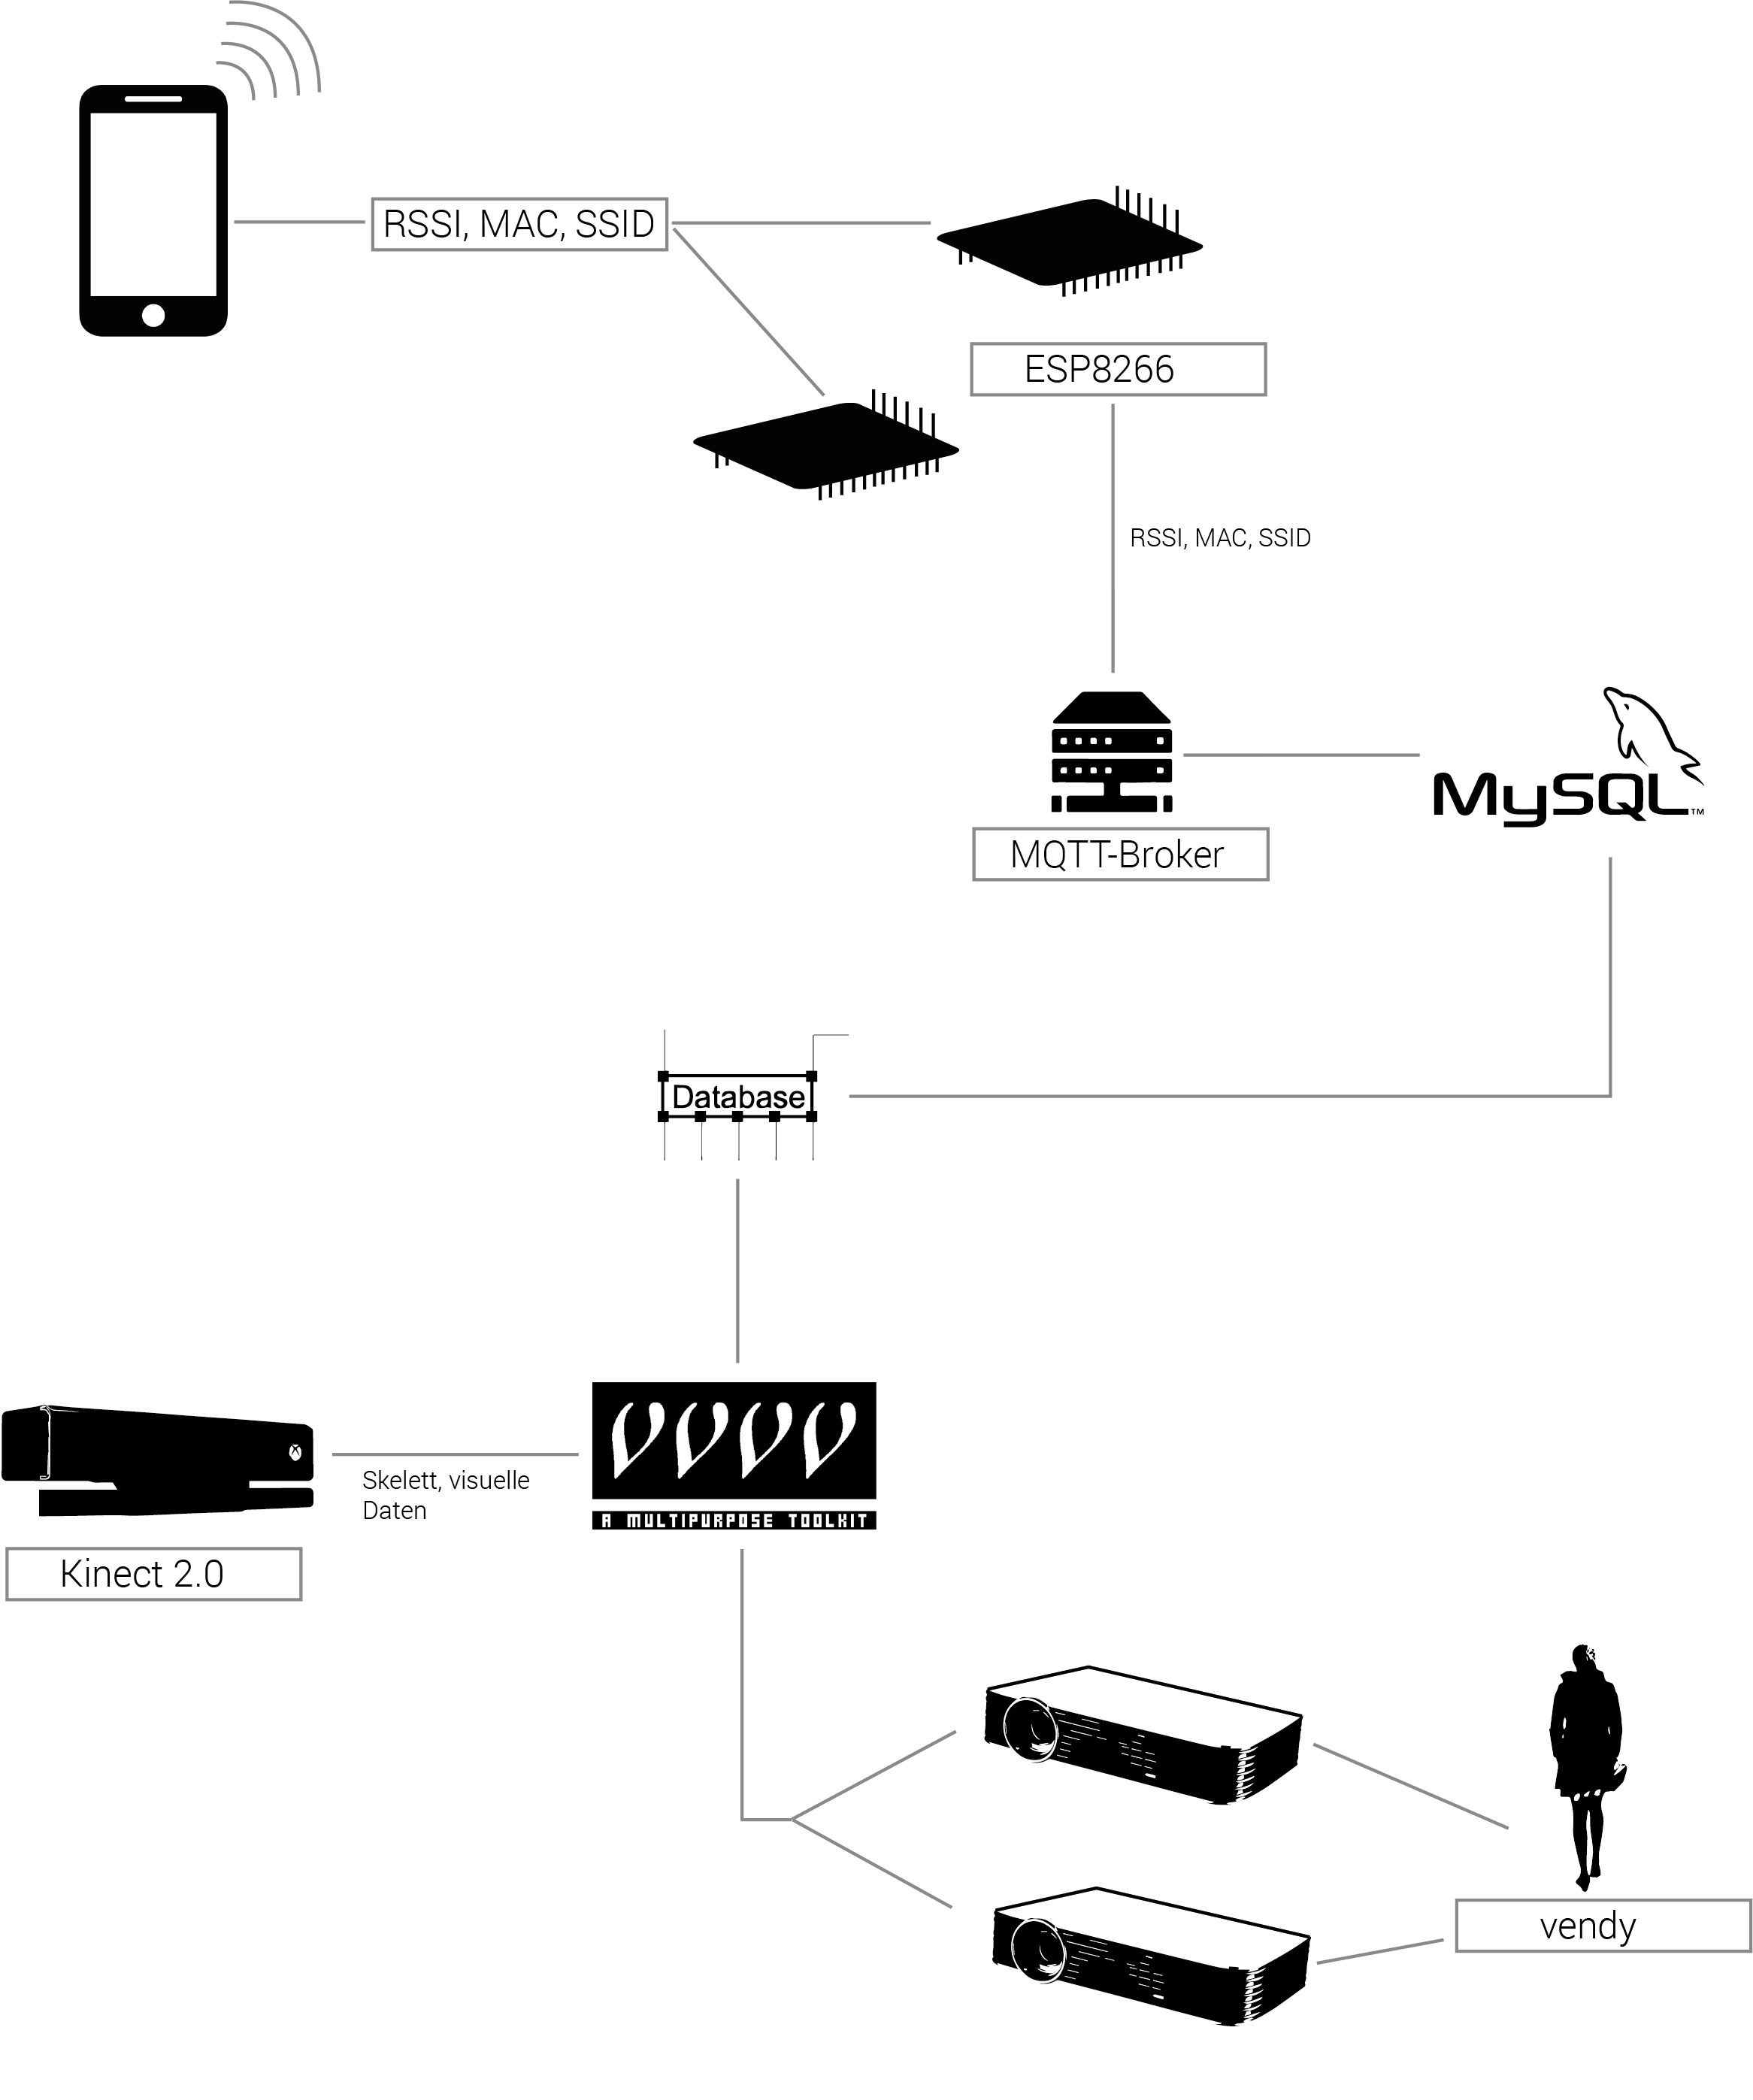 RSSI, MAC, SSID
ESP8266
RSSI, MAC, SSID
MySQL™
MQTT-Broker
Database
vvvv
A MULTIPURPOSE TOOLKIT
Skelett, visuelle
Daten
Kinect 2.0
vendy